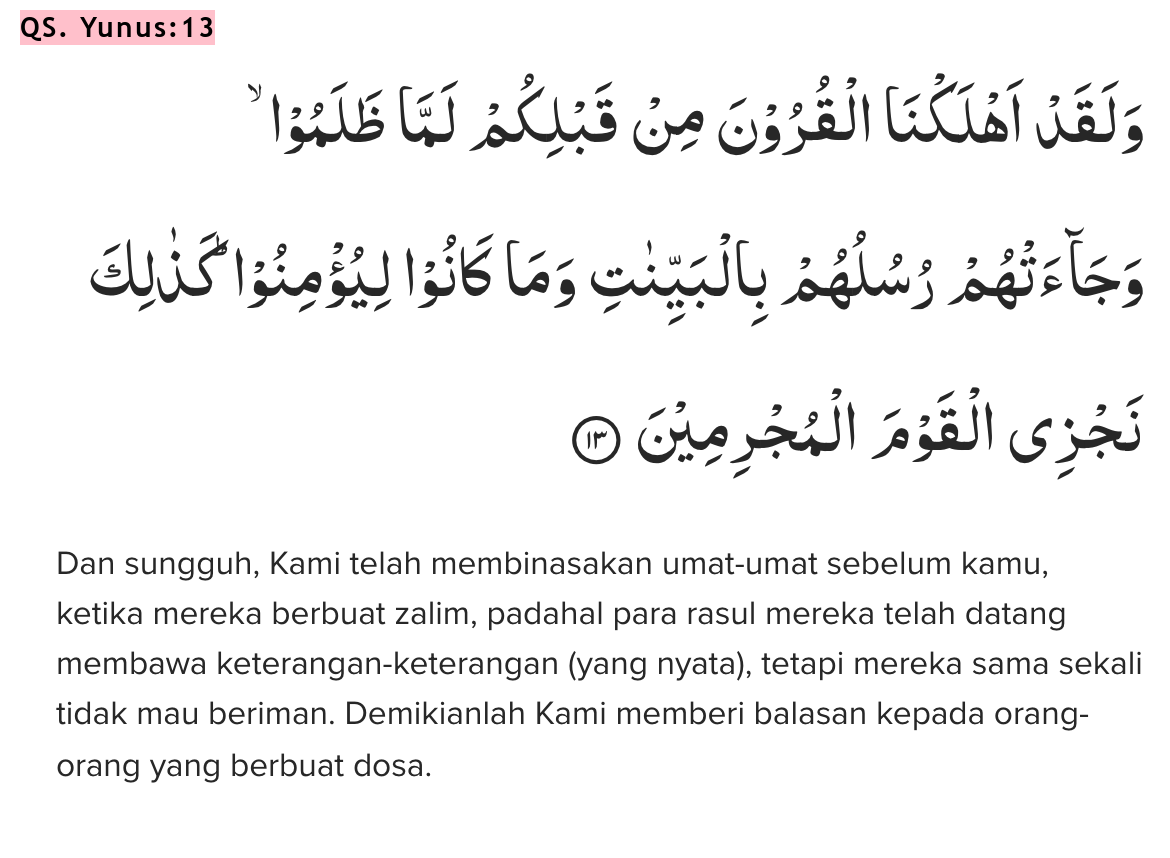 QS. Yunus:13
وَلَقَدْ اَهْلَكْنَا الْقُرُوْنَ مِنْ قَبْلِكُمْ لَمَّا ظَلَمُوْا ۙ
وَجَاۤءَتْهُمْ رُسُلُهُمْ بِالْبَيِّنٰتِ وَمَا كَانُوْا لِيُؤْمِنُوْا ۗ كَذٰلِكَ
نَجْزِى الْقَوْمَ الْمُجْرِمِيْنَ ١٣
Dan sungguh, Kami telah membinasakan umat-umat sebelum kamu,
ketika mereka berbuat zalim, padahal para rasul mereka telah datang
membawa keterangan-keterangan (yang nyata), tetapi mereka sama sekali
tidak mau beriman. Demikianlah Kami memberi balasan kepada orang-
orang yang berbuat dosa.